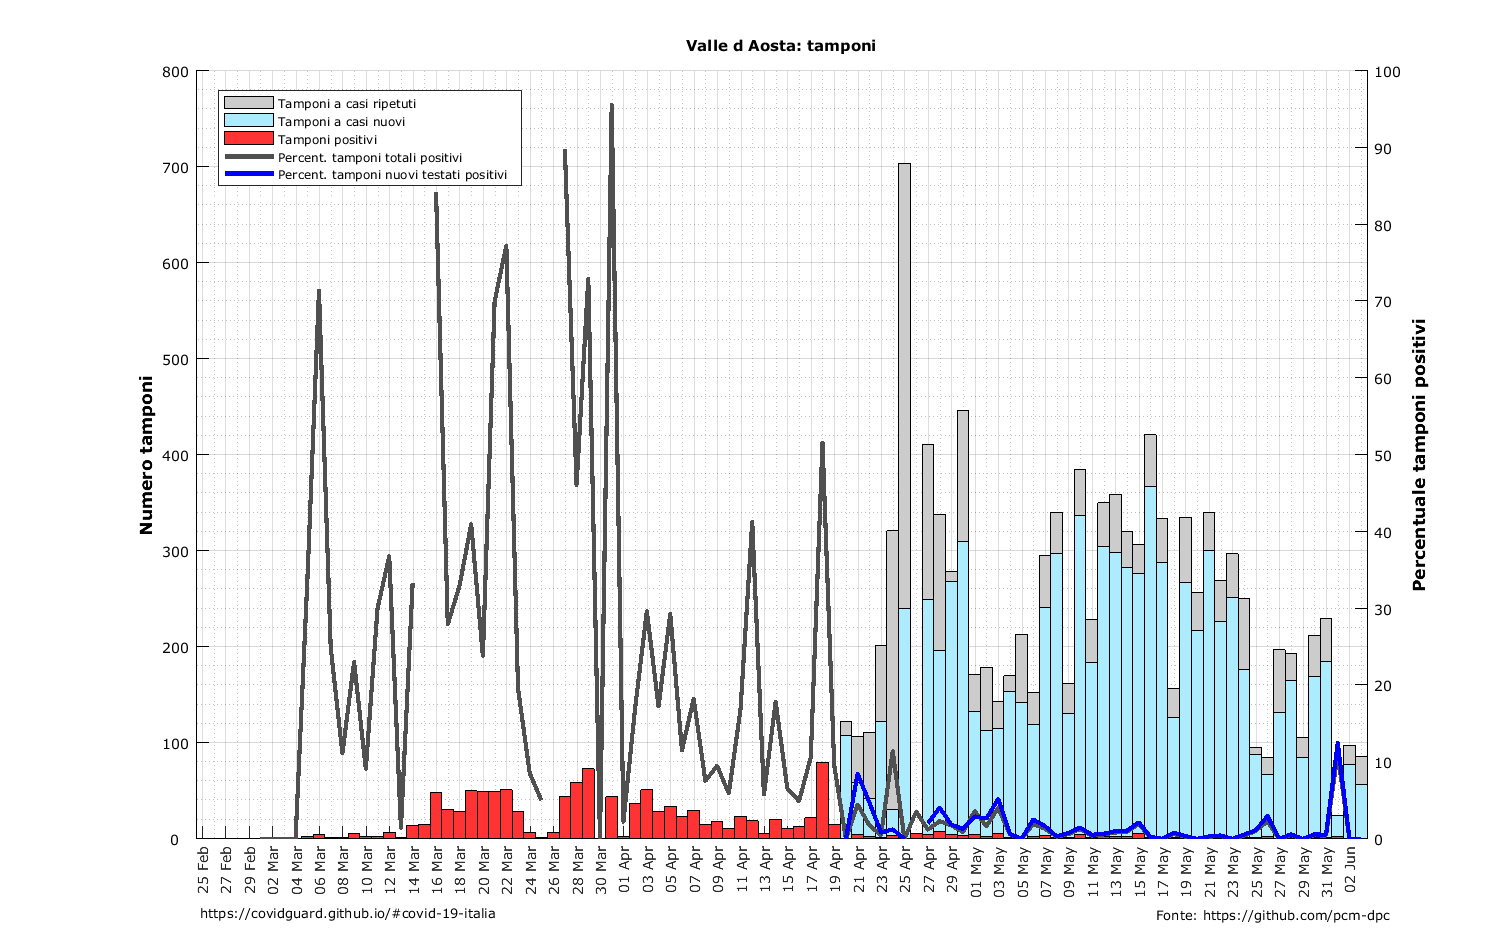 Valle d Aosta: tamponi
Tamponi a casi ripetuti
Tamponi a casi nuovi
Tamponi positivi
Percent. tamponi totali positivi
Percent. tamponi nuovi testati positivi
Numero tamponi
800
700
600
500
400
300
200
100
0
100
90
80
70
60
50
40
30
20
10
0
Percentuale tamponi positivi
25 Feb
27 Feb
29 Feb
02 Mar
04 Mar
06 Mar
08 Mar
10 Mar
12 Mar
14 Mar
16 Mar
18 Mar
20 Mar
22 Mar
24 Mar
26 Mar
28 Mar
30 Mar
01 Apr
03 Apr
05 Apr
07 Apr
09 Apr
11 Apr
13 Apr
15 Apr
17 Apr
19 Apr
21 Apr
23 Apr
25 Apr
27 Apr
29 Apr
01 May
03 May
05 May
07 May
09 May
11 May
13 May
15 May
17 May
19 May
21 May
23 May
25 May
27 May
29 May
31 May
02 Jun
https://covidguard.github.io/#covid-19-italia
Fonte: https://github.com/pcm-dpc